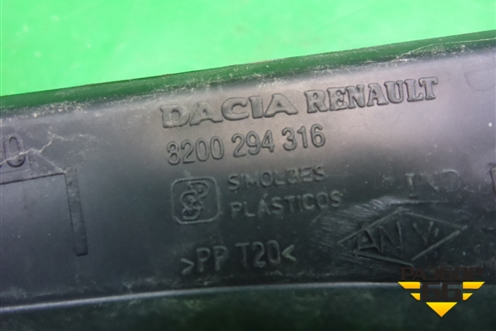 DACIA RENAULT
8200 294 316
SIMOLDES
PLÁSTICOS
>PP T20<